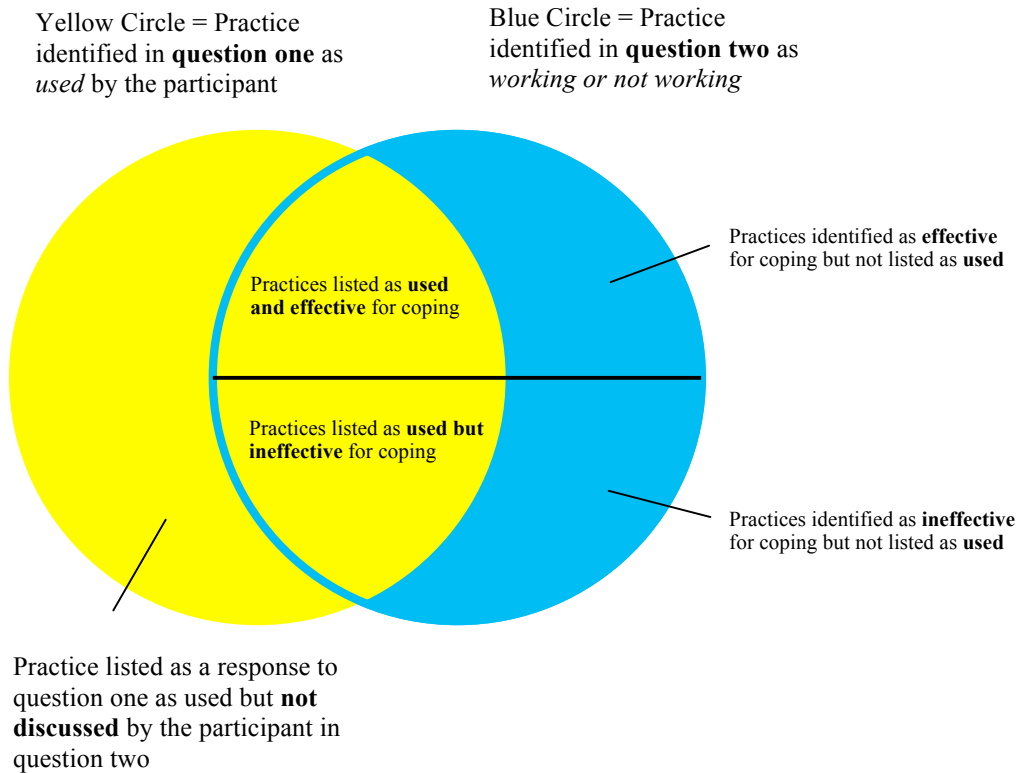 Yellow Circle = Practice
identified in question one as
used by the participant
Blue Circle = Practice
identified in question two as
working or not working
Practices identified as effective
for coping but not listed as used
Practices listed as used
and effective for coping
Practices listed as used but
ineffective for coping
Practices identified as ineffective
for coping but not listed as used
Practice listed as a response to
question one as used but not
discussed by the participant in
question two